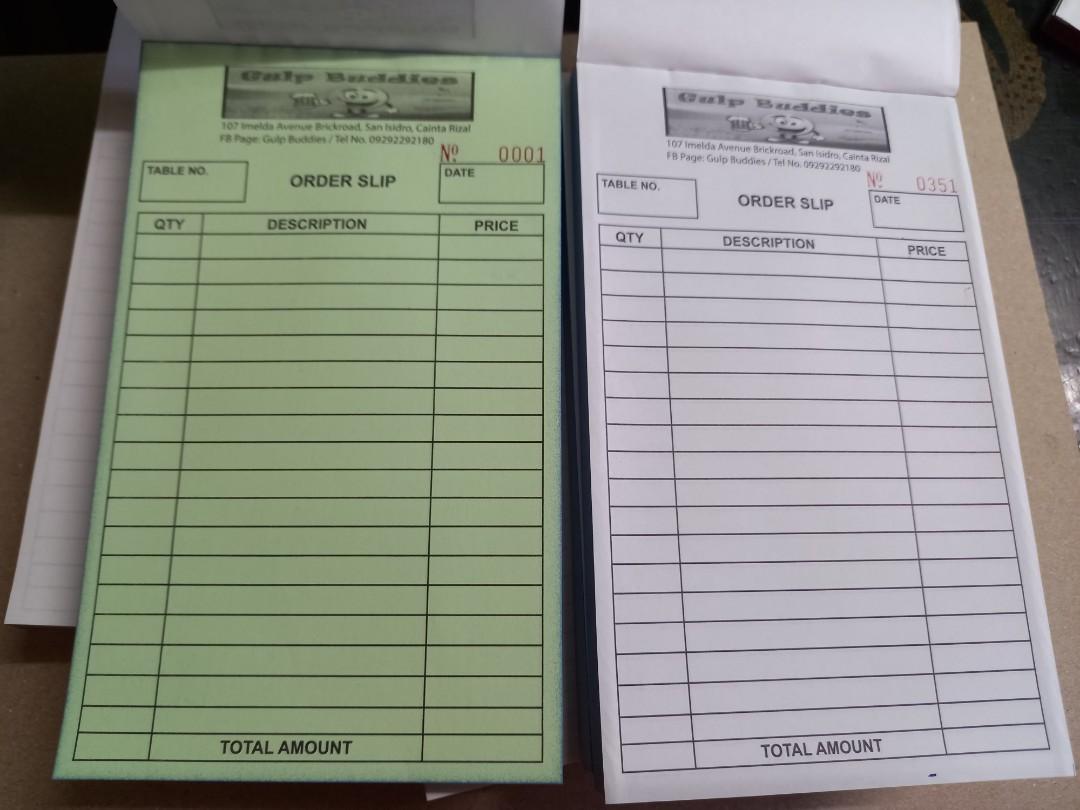 Gulp Buddies
107 Imelda Avenue Brickroad, San Isidro, Cainta Rizal
FB Page: Gulp Buddies / Tel No. 09292292180
Nº 0001
TABLE NO.
ORDER SLIP
DATE
QTY DESCRIPTION PRICE
TOTAL AMOUNT
Gulp Buddies
107 Imelda Avenue Brickroad, San Isidro, Cainta Rizal
FB Page: Gulp Buddies / Tel No. 09292292180
Nº 0351
TABLE NO.
ORDER SLIP
DATE
QTY DESCRIPTION PRICE
TOTAL AMOUNT